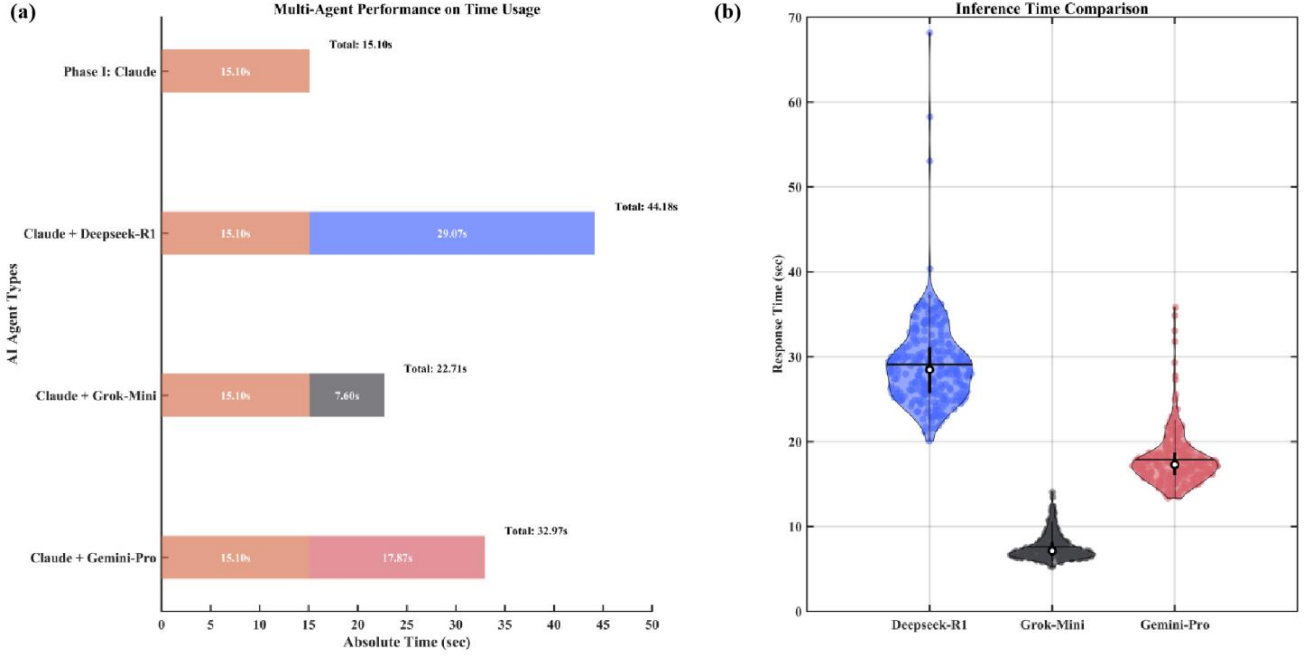 (a)
Multi-Agent Performance on Time Usage
Phase I: Claude
15.10s
Total: 15.10s
Claude + Deepseek-R1
15.10s
29.07s
Total: 44.18s
Claude + Grok-Mini
15.10s
7.60s
Total: 22.71s
Claude + Gemini-Pro
15.10s
17.87s
Total: 32.97s
AI Agent Types
0 5 10 15 20 25 30 35 40 45 50
Absolute Time (sec)
(b)
Inference Time Comparison
70
60
50
40
30
20
10
0
Response Time (sec)
Deepseek-R1 Grok-Mini Gemini-Pro